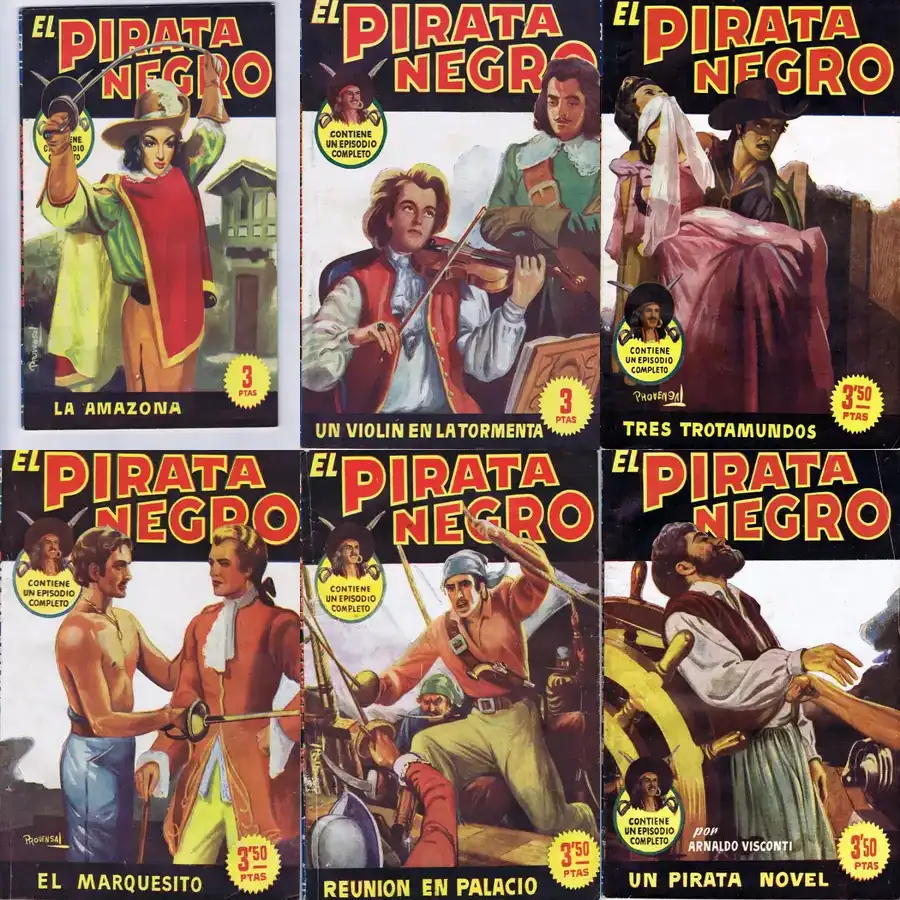 EL
PIRATA
NEGRO
3
PTAS
PROVENSAL
LA AMAZONA
EL
PIRATA
NEGRO
CONTIENE
UN EPISODIO
COMPLETO
3
PTAS
UN VIOLIN EN LA TORMENTA
EL
PIRATA
NEGRO
CONTIENE
UN EPISODIO
COMPLETO
PROVENSAL
3'50
PTAS
TRES TROTAMUNDOS
EL
PIRATA
NEGRO
CONTIENE
UN EPISODIO
COMPLETO
PROVENSAL
3'50
PTAS
EL MARQUESITO
EL
PIRATA
NEGRO
CONTIENE
UN EPISODIO
COMPLETO
3'50
PTAS
REUNION EN PALACIO
EL
PIRATA
NEGRO
CONTIENE
UN EPISODIO
COMPLETO
por
ARNALDO VISCONTI
3'50
PTAS
UN PIRATA NOVEL